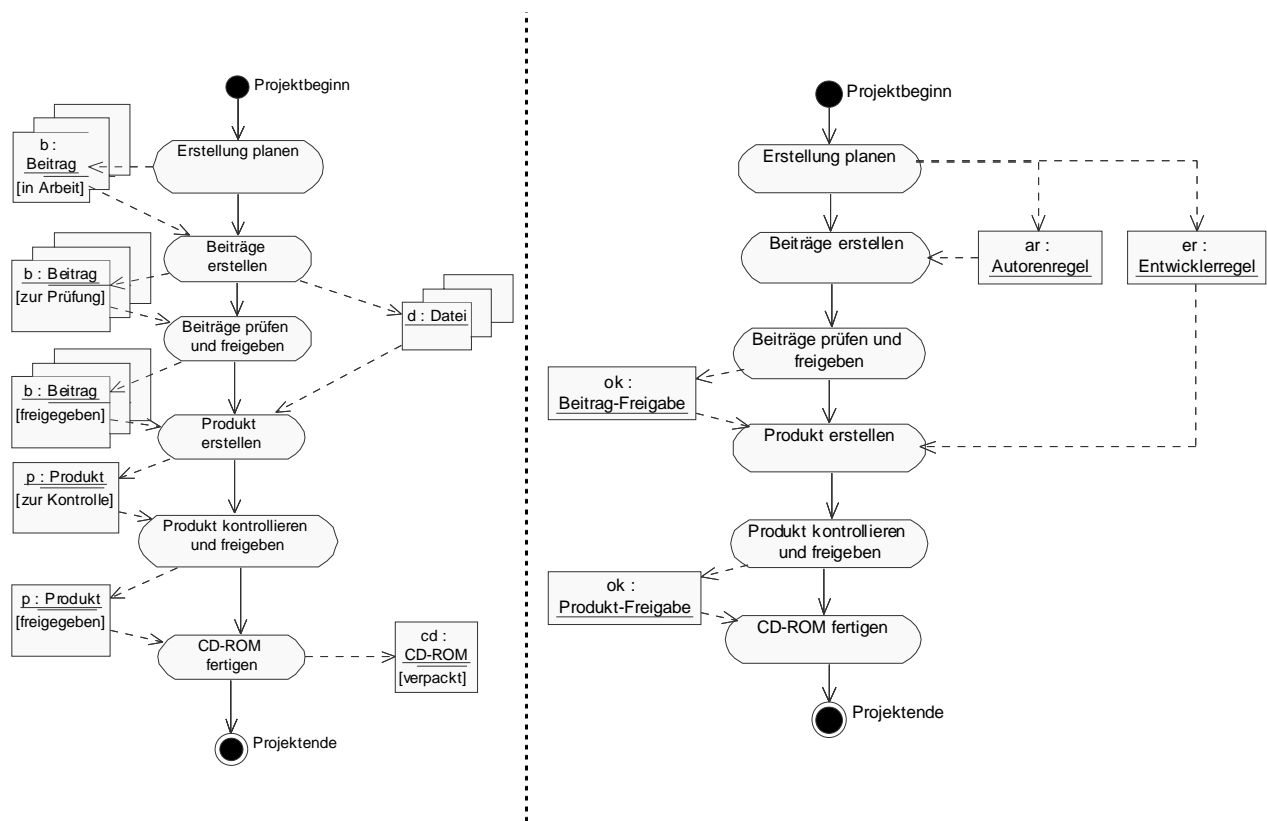 Projektbeginn
Erstellung planen
b :
Beitrag
[in Arbeit]
Beiträge
erstellen
b : Beitrag
[zur Prüfung]
d : Datei
Beiträge prüfen
und freigeben
b : Beitrag
[freigegeben]
Produkt
erstellen
p : Produkt
[zur Kontrolle]
Produkt kontrollieren
und freigeben
p : Produkt
[freigegeben]
CD-ROM
fertigen
cd :
CD-ROM
[verpackt]
Projektende
Projektbeginn
Erstellung planen
Beiträge erstellen
ar :
Autorenregel
er :
Entwicklerregel
Beiträge prüfen und
freigeben
ok :
Beitrag-Freigabe
Produkt erstellen
Produkt kontrollieren
und freigeben
ok :
Produkt-Freigabe
CD-ROM fertigen
Projektende